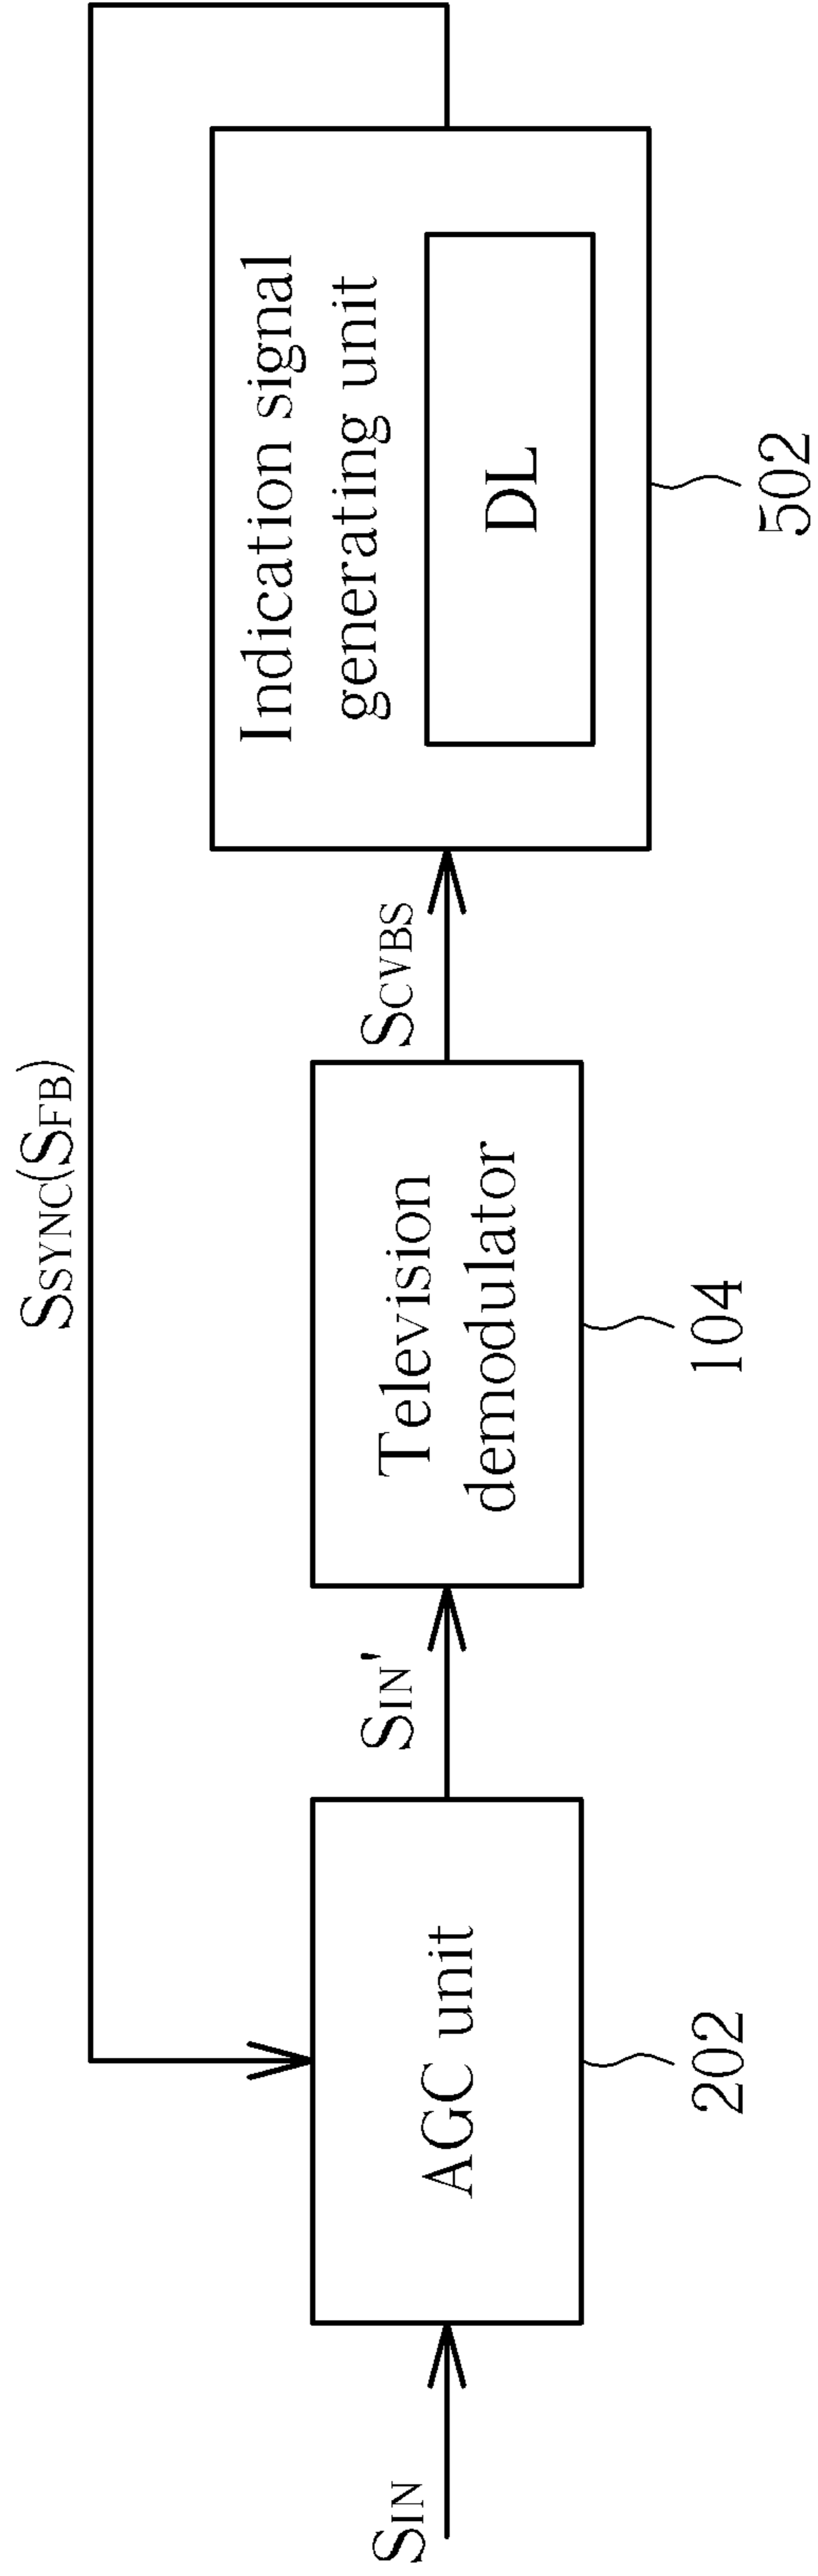 SSYNC(SFB)
SIN
AGC unit
202
SIN'
Television
demodulator
104
SCVBS
Indication signal
generating unit
DL
502